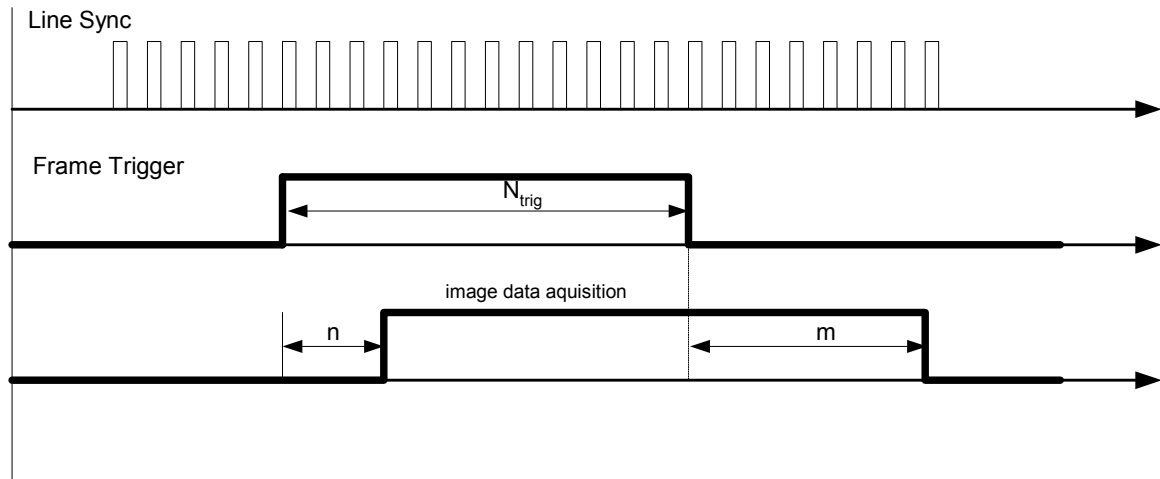 Line Sync
Frame Trigger
N_trig
image data aquisition
n
m